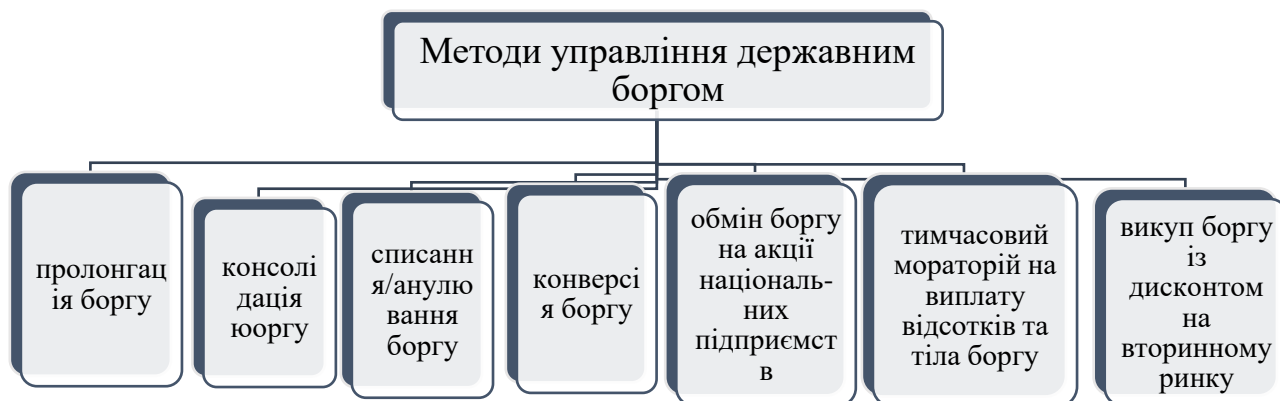 Методи управління державним
боргом
пролонгац
ія боргу
консолі
дація
юоргу
списанн
я/анулю
вання
боргу
конверсі
я боргу
обмін боргу
на акції
національ-
них
підприємст
в
тимчасовий
мораторій на
виплату
відсотків та
тіла боргу
викуп боргу
із
дисконтом
на
вторинному
ринку